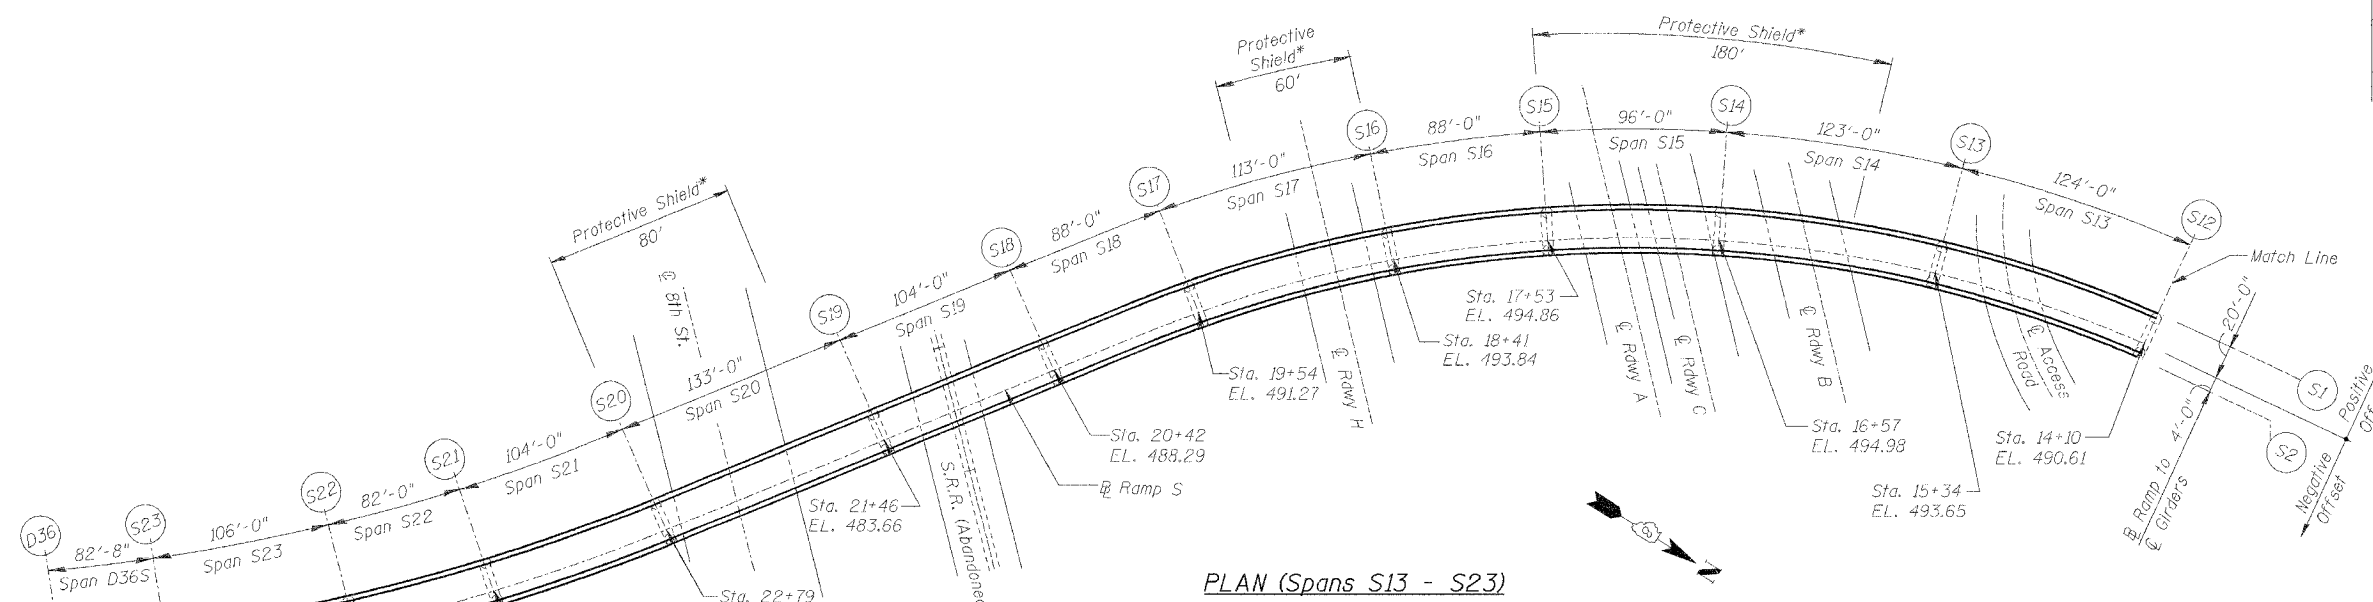 Protective Shield*
180'
Protective
Shield*
60'
Protective Shield*
80'
S12
S13
S14
S15
S16
S17
S18
S19
S20
S21
S22
S23
D36
124'-0"
Span S13
123'-0"
Span S14
96'-0"
Span S15
88'-0"
Span S16
113'-0"
Span S17
88'-0"
Span S18
104'-0"
Span S19
133'-0"
Span S20
104'-0"
Span S21
82'-0"
Span S22
106'-0"
Span S23
82'-8"
Span D36S
℄ 8th St.
S.R.R. (Abandoned
℄ Rdwy H
℄ Rdwy A
℄ Rdwy C
℄ Rdwy B
℄ Access
Road
Match Line
20'-0"
4'-0"
℔ Ramp to
℄ Girders
S1
S2
Positive
Off
Negative
Offset
Sta. 14+10
EL. 490.61
Sta. 15+34
EL. 493.65
Sta. 16+57
EL. 494.98
Sta. 17+53
EL. 494.86
Sta. 18+41
EL. 493.84
Sta. 19+54
EL. 491.27
Sta. 20+42
EL. 488.29
℔ Ramp S
Sta. 21+46
EL. 483.66
Sta. 22+79
N
PLAN (Spans S13 - S23)